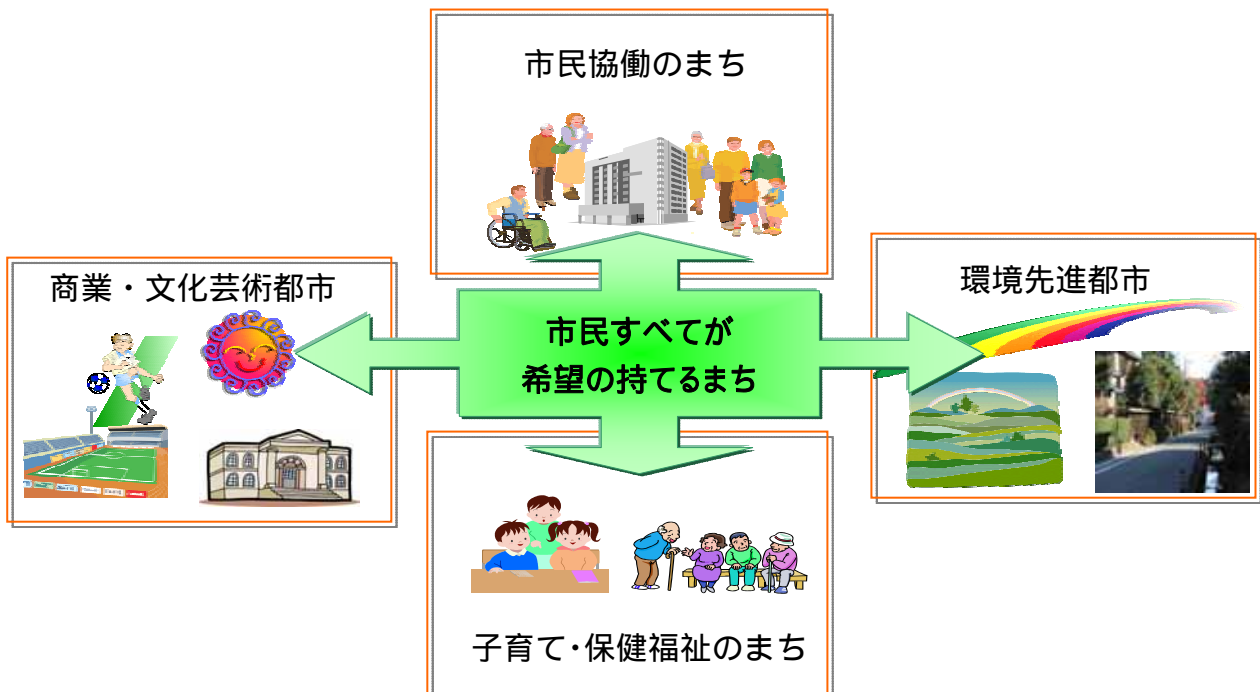 市民協働のまち
商業・文化芸術都市
環境先進都市
市民すべてが
希望の持てるまち
子育て・保健福祉のまち